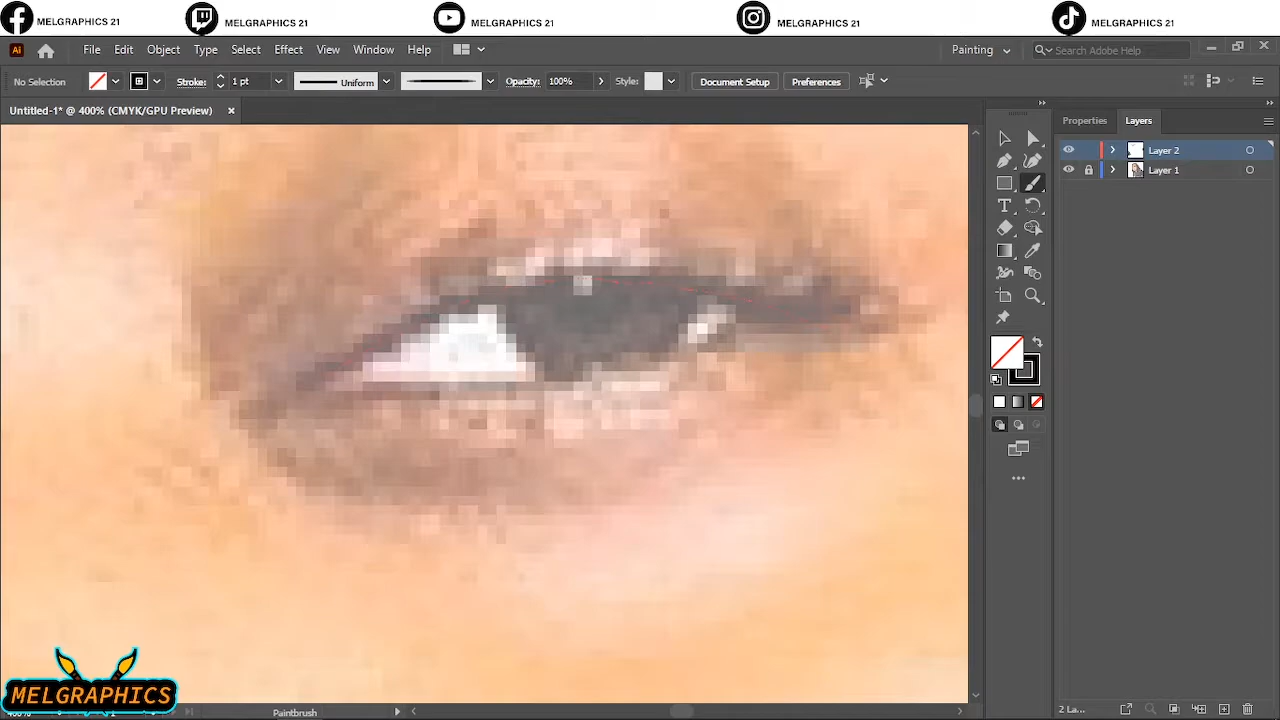 MELGRAPHICS 21 MELGRAPHICS 21 MELGRAPHICS 21 MELGRAPHICS 21 MELGRAPHICS 21
Ai File Edit Object Type Select Effect View Window Help Painting Search Adobe Help
No Selection Stroke: 1 pt Uniform Opacity: 100% Style: Document Setup Preferences
Untitled-1* @ 400% (CMYK/GPU Preview)
Properties Layers
Layer 2
Layer 1
MELGRAPHICS
Paintbrush
2 La...